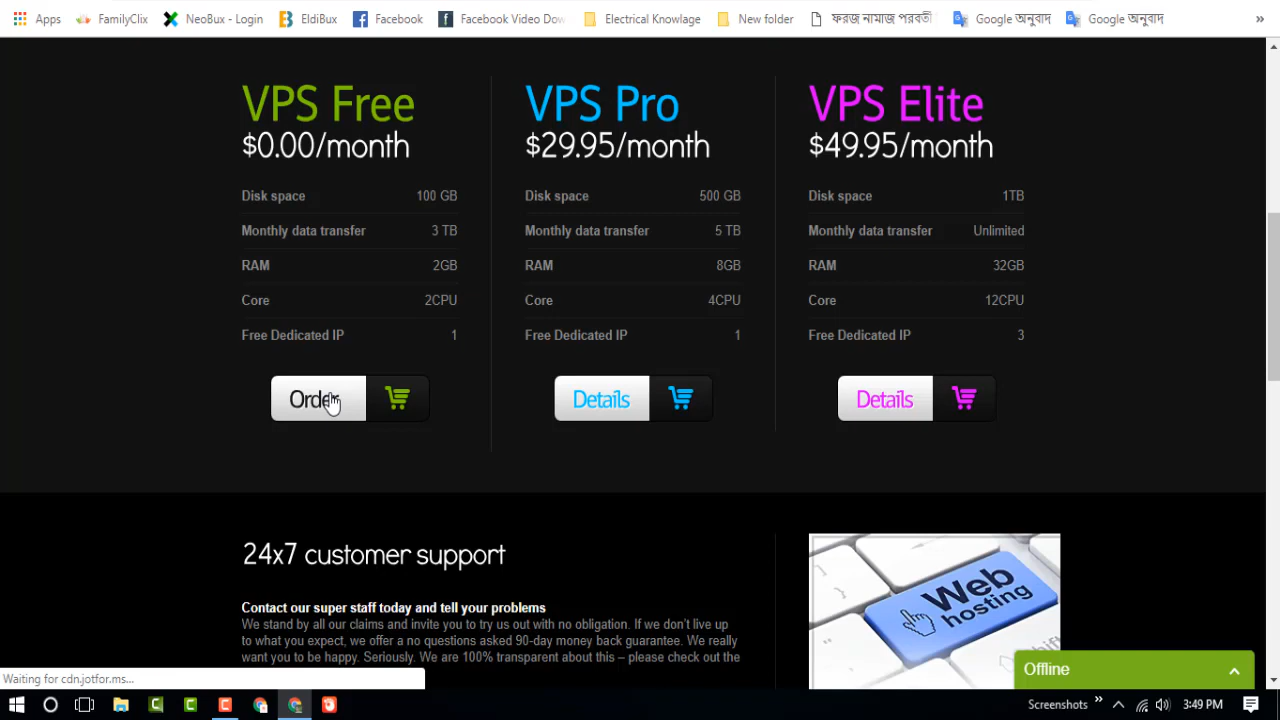 Apps FamilyClix NeoBux - Login EldiBux Facebook Facebook Video Dow Electrical Knowlage New folder ফরজ নামাজ পরবর্তী Google অনুবাদ Google অনুবাদ »
VPS Free
$0.00/month
Disk space 100 GB
Monthly data transfer 3 TB
RAM 2GB
Core 2CPU
Free Dedicated IP 1
Order
VPS Pro
$29.95/month
Disk space 500 GB
Monthly data transfer 5 TB
RAM 8GB
Core 4CPU
Free Dedicated IP 1
Details
VPS Elite
$49.95/month
Disk space 1TB
Monthly data transfer Unlimited
RAM 32GB
Core 12CPU
Free Dedicated IP 3
Details
24x7 customer support
Contact our super staff today and tell your problems
We stand by all our claims and invite you to try us out with no obligation. If we don't live up
to what you expect, we offer a no questions asked 90-day money back guarantee. We really
want you to be happy. Seriously. We are 100% transparent about this – please check out the
Web
hosting
Offline
Waiting for cdn.jotfor.ms...
Screenshots » 3:49 PM